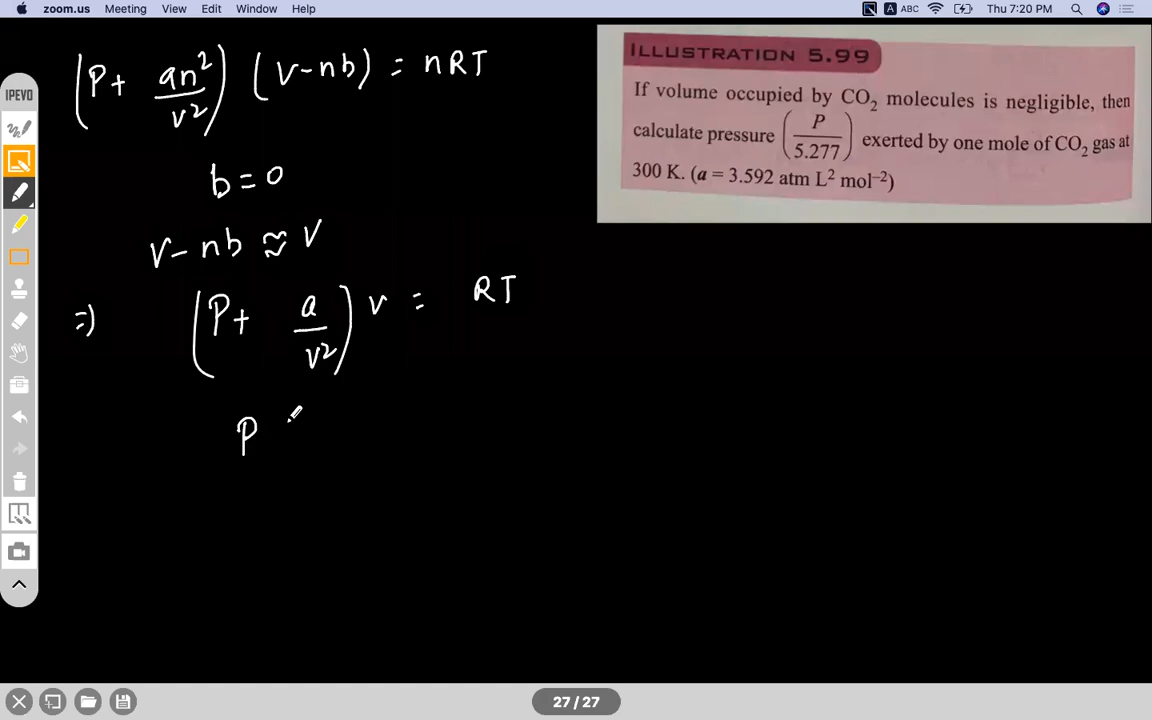 zoom.us Meeting View Edit Window Help A ABC Thu 7:20 PM
IPEVO
(P + an²/V²) (V - nb) = nRT
b = 0
V - nb ≈ V
=) (P + a/V²) V = RT
P
ILLUSTRATION 5.99
If volume occupied by CO₂ molecules is negligible, then
calculate pressure (P/5.277) exerted by one mole of CO₂ gas at
300 K. (a = 3.592 atm L² mol⁻²)
27 / 27